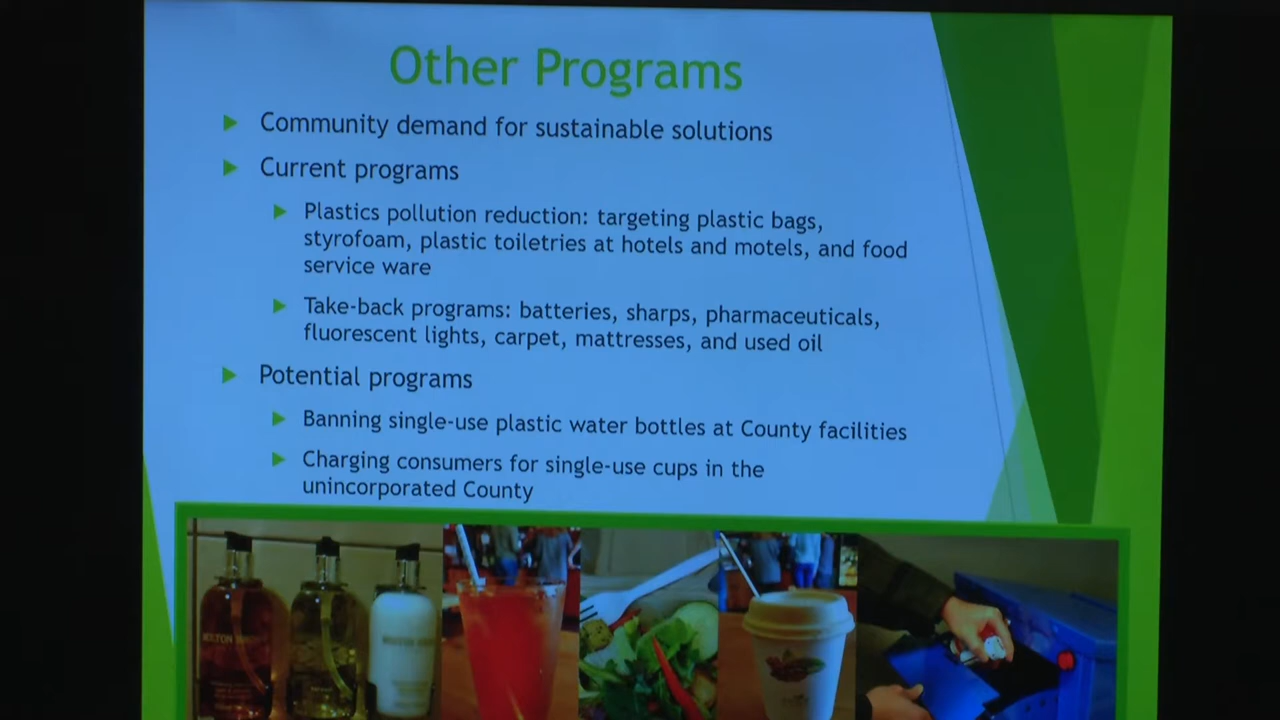 Other Programs
Community demand for sustainable solutions
Current programs
Plastics pollution reduction: targeting plastic bags,
styrofoam, plastic toiletries at hotels and motels, and food
service ware
Take-back programs: batteries, sharps, pharmaceuticals,
fluorescent lights, carpet, mattresses, and used oil
Potential programs
Banning single-use plastic water bottles at County facilities
Charging consumers for single-use cups in the
unincorporated County